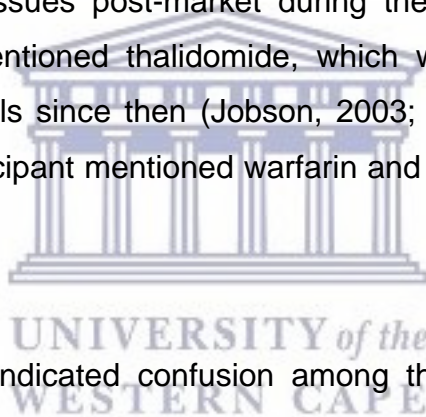 ssues post-market during the
entioned thalidomide, which w
ls since then (Jobson, 2003;
cipant mentioned warfarin and
UNIVERSITY of the
ndicated confusion among th
WESTERN CAPE